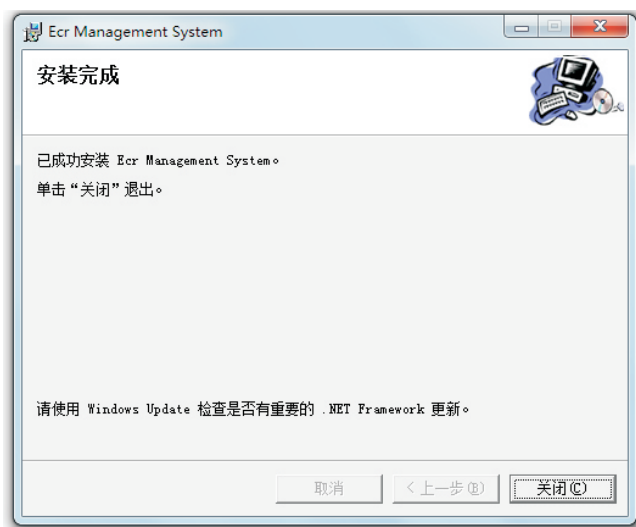 Ecr Management System
安装完成
已成功安装 Ecr Management System。
单击“关闭”退出。
请使用 Windows Update 检查是否有重要的 .NET Framework 更新。
取消
< 上一步(B)
关闭(C)